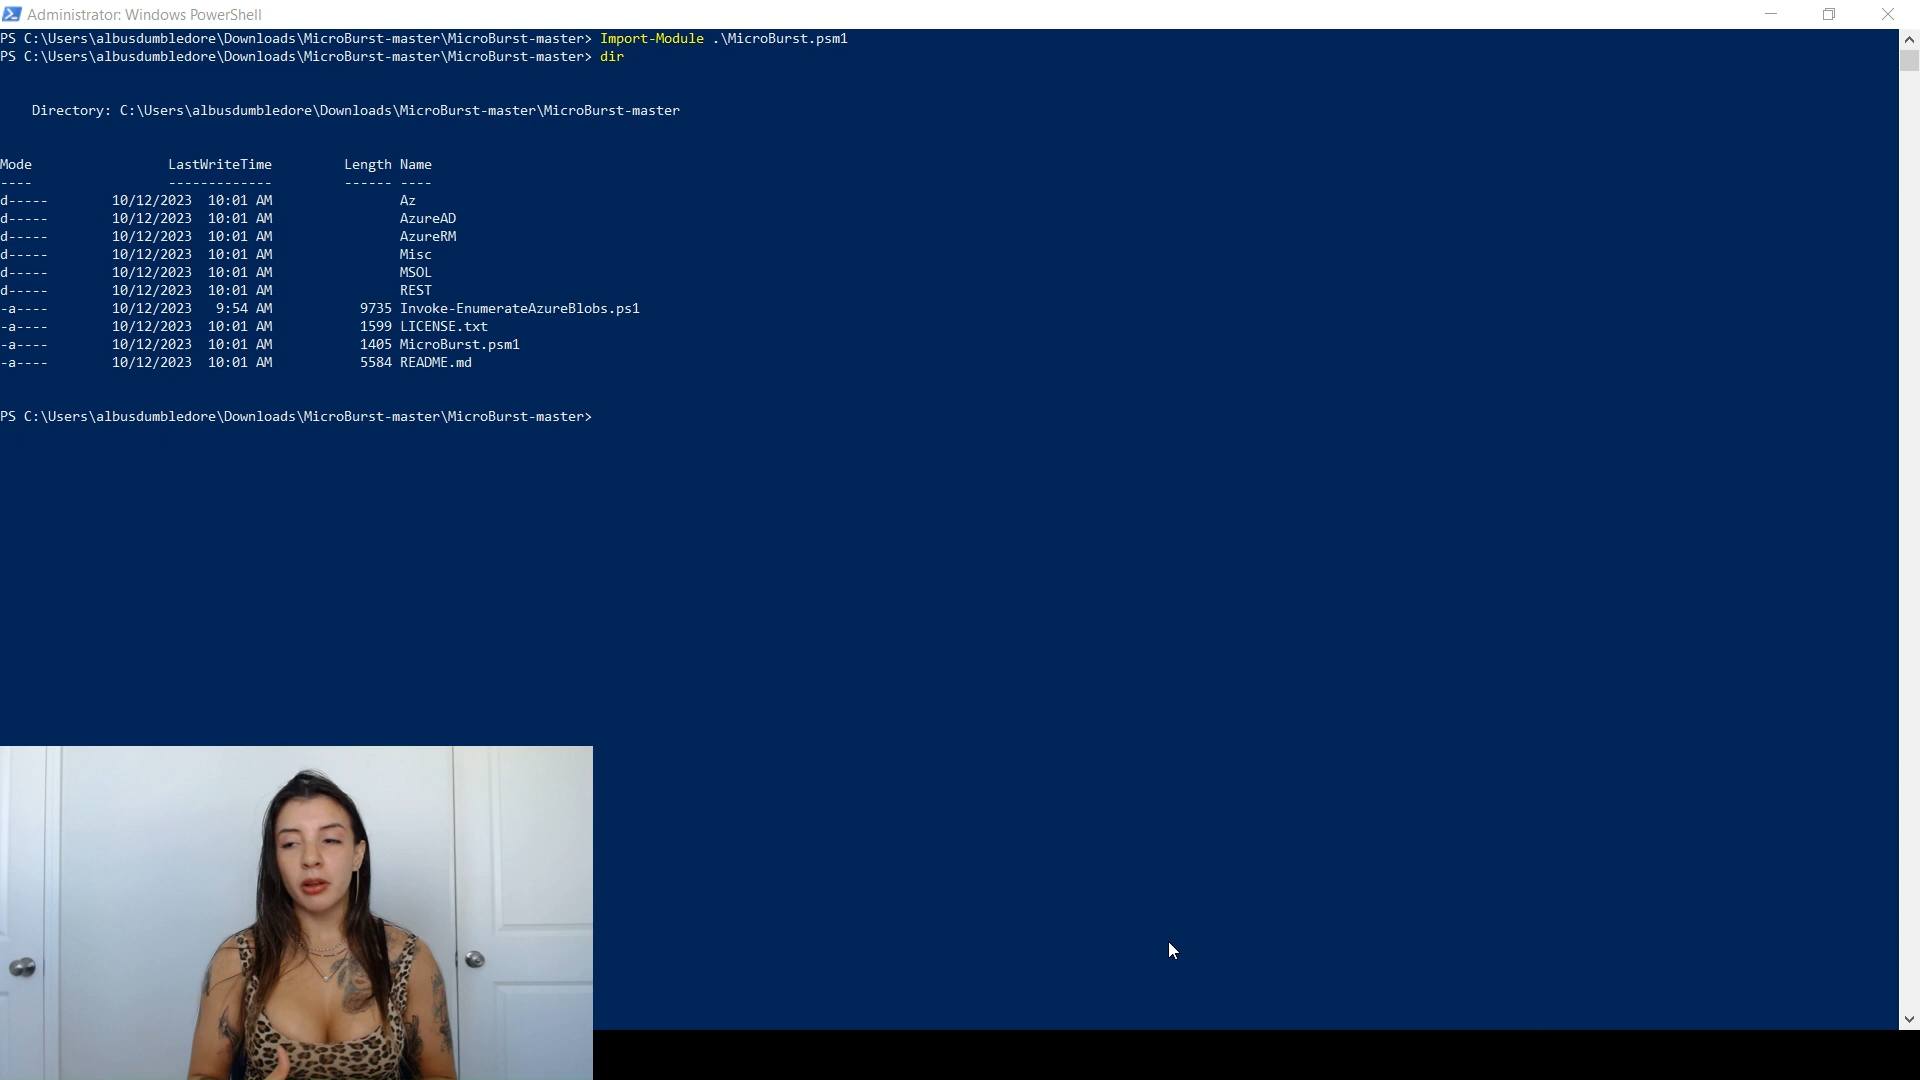 Administrator: Windows PowerShell
PS C:\Users\albusdumbledore\Downloads\MicroBurst-master\MicroBurst-master> Import-Module .\MicroBurst.psm1
PS C:\Users\albusdumbledore\Downloads\MicroBurst-master\MicroBurst-master> dir
Directory: C:\Users\albusdumbledore\Downloads\MicroBurst-master\MicroBurst-master
Mode LastWriteTime Length Name
---- ------------- ------ ----
d----- 10/12/2023 10:01 AM Az
d----- 10/12/2023 10:01 AM AzureAD
d----- 10/12/2023 10:01 AM AzureRM
d----- 10/12/2023 10:01 AM Misc
d----- 10/12/2023 10:01 AM MSOL
d----- 10/12/2023 10:01 AM REST
-a---- 10/12/2023 9:54 AM 9735 Invoke-EnumerateAzureBlobs.ps1
-a---- 10/12/2023 10:01 AM 1599 LICENSE.txt
-a---- 10/12/2023 10:01 AM 1405 MicroBurst.psm1
-a---- 10/12/2023 10:01 AM 5584 README.md
PS C:\Users\albusdumbledore\Downloads\MicroBurst-master\MicroBurst-master>